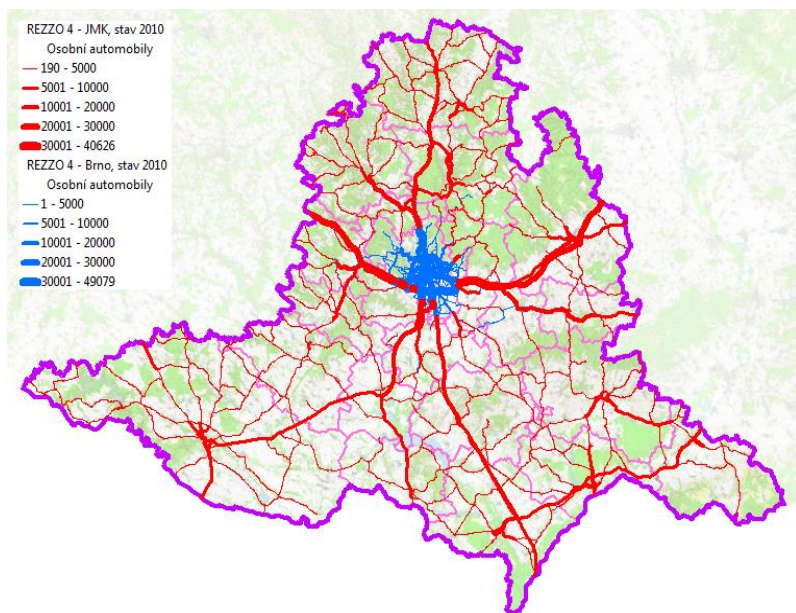 REZZO 4 - JMK, stav 2010
Osobní automobily
190 - 5000
5001 - 10000
10001 - 20000
20001 - 30000
30001 - 40626
REZZO 4 - Brno, stav 2010
Osobní automobily
1 - 5000
5001 - 10000
10001 - 20000
20001 - 30000
30001 - 49079